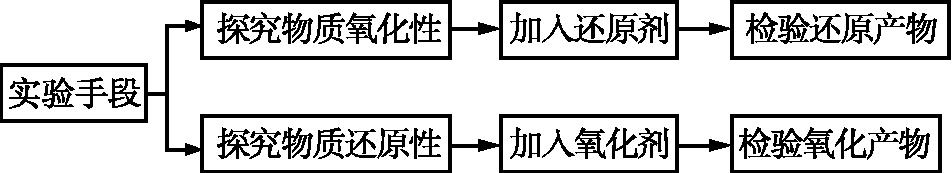 探究物质氧化性
加入还原剂
检验还原产物
实验手段
探究物质还原性
加入氧化剂
检验氧化产物